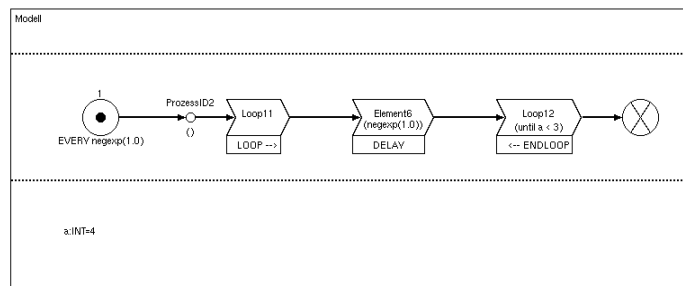 Modell
1
EVERY negexp(1.0)
ProzessID2
()
Loop11
LOOP -->
Element6
(negexp(1.0))
DELAY
Loop12
(until a < 3)
<-- ENDLOOP
a:INT=4